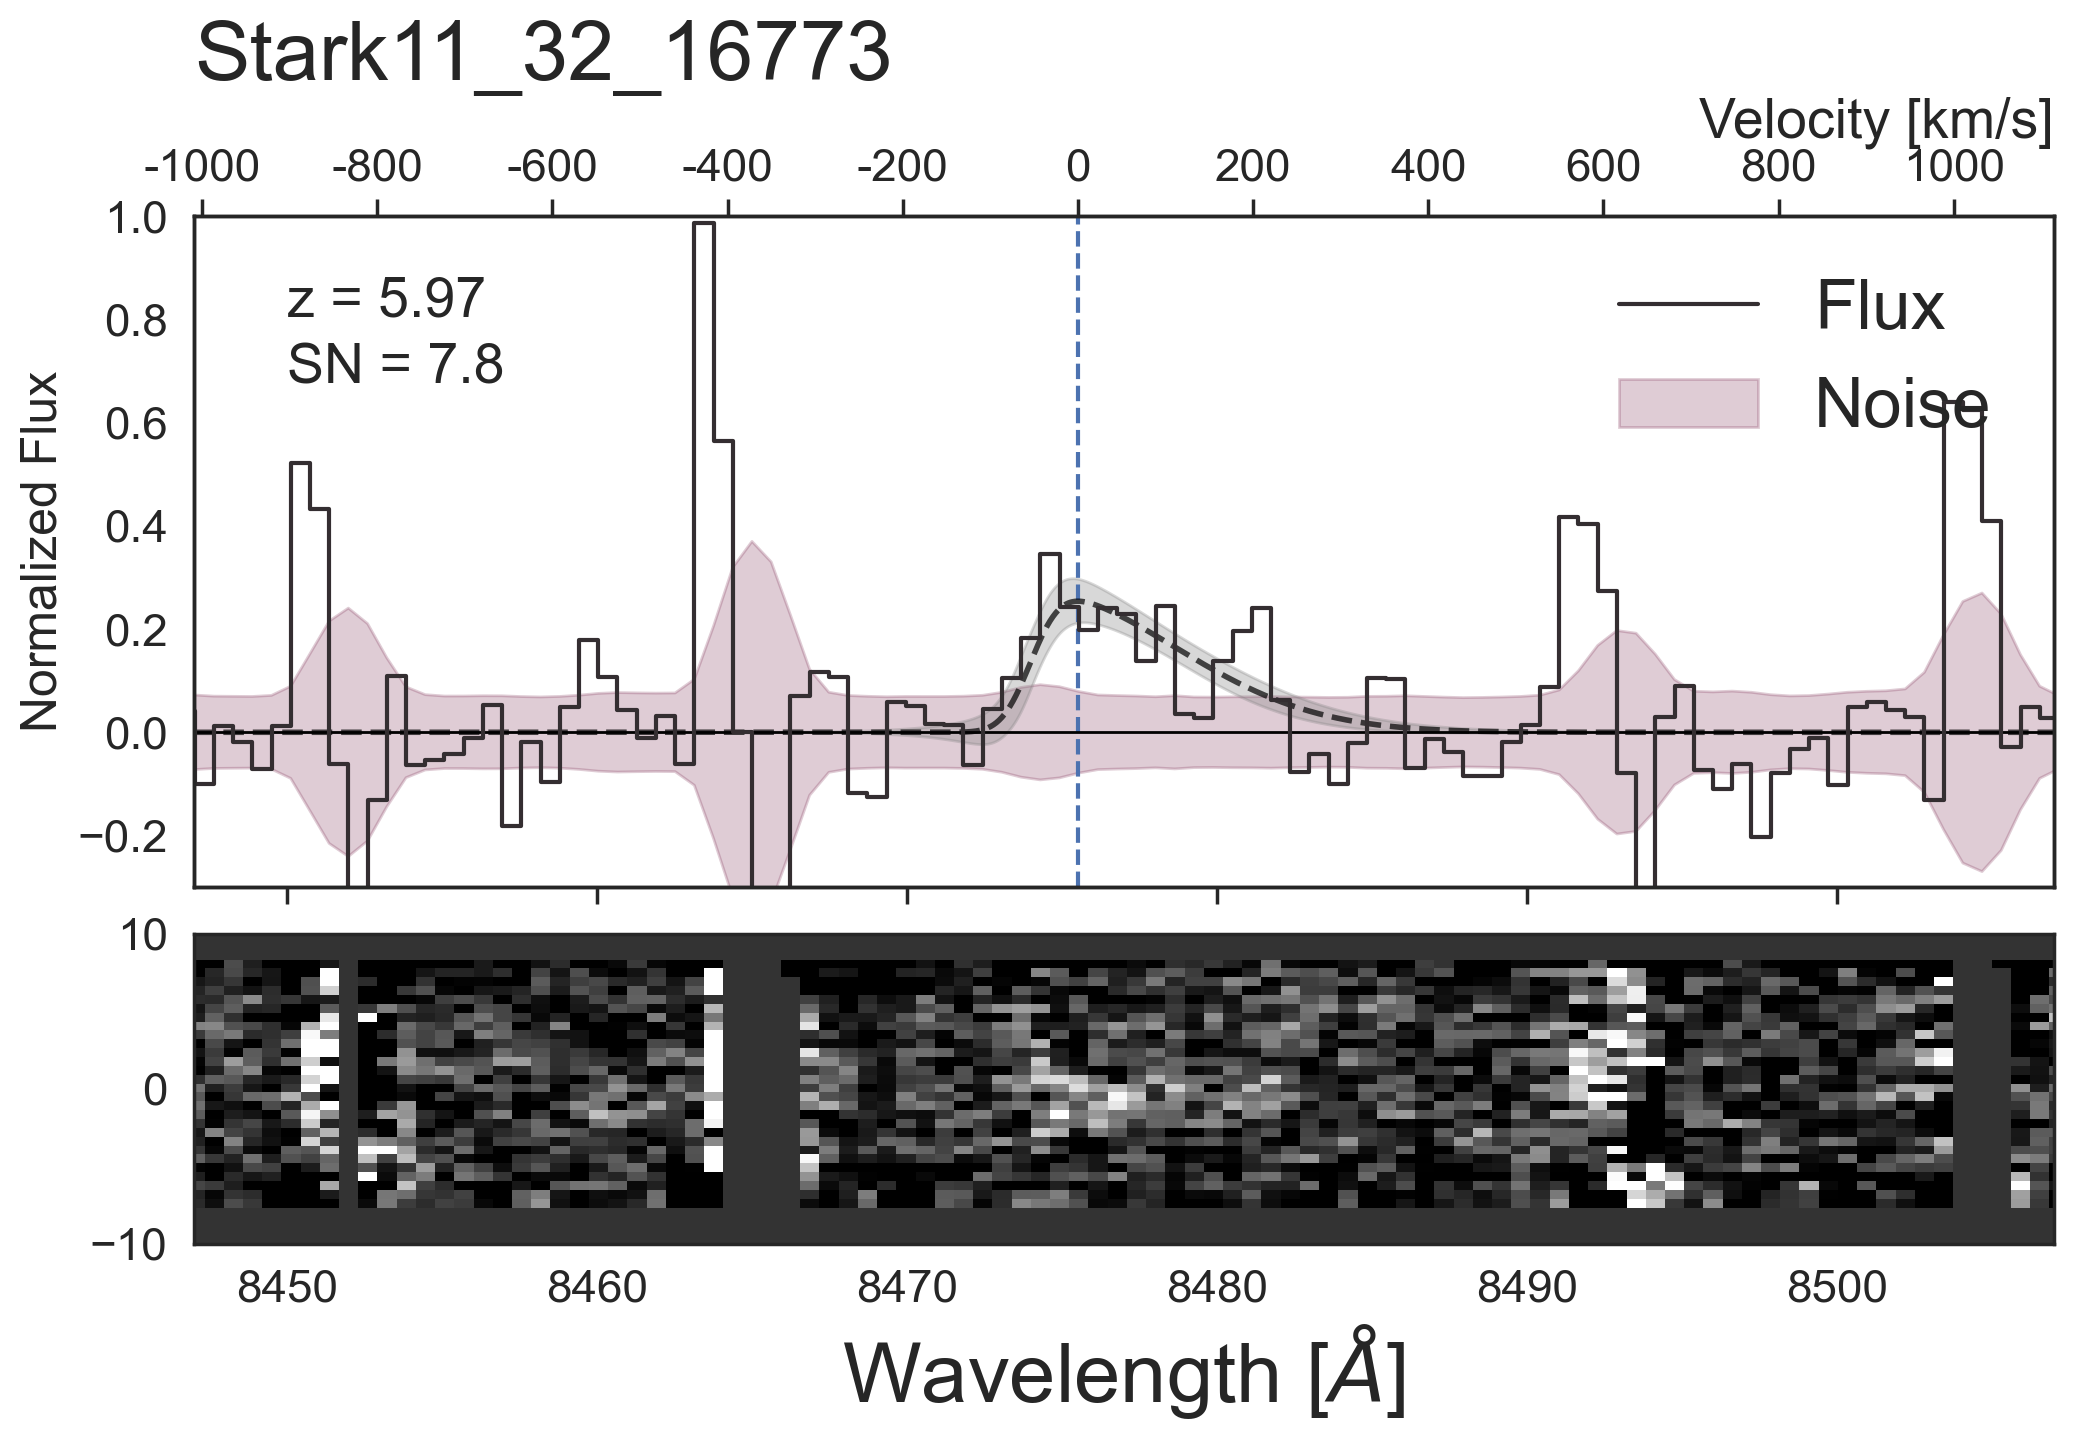 Stark11_32_16773
Velocity [km/s]
-1000 -800 -600 -400 -200 0 200 400 600 800 1000
1.0
0.8
0.6
0.4
0.2
0.0
−0.2
Normalized Flux
z = 5.97
SN = 7.8
Flux
Noise
10
0
−10
8450 8460 8470 8480 8490 8500
Wavelength [Å]